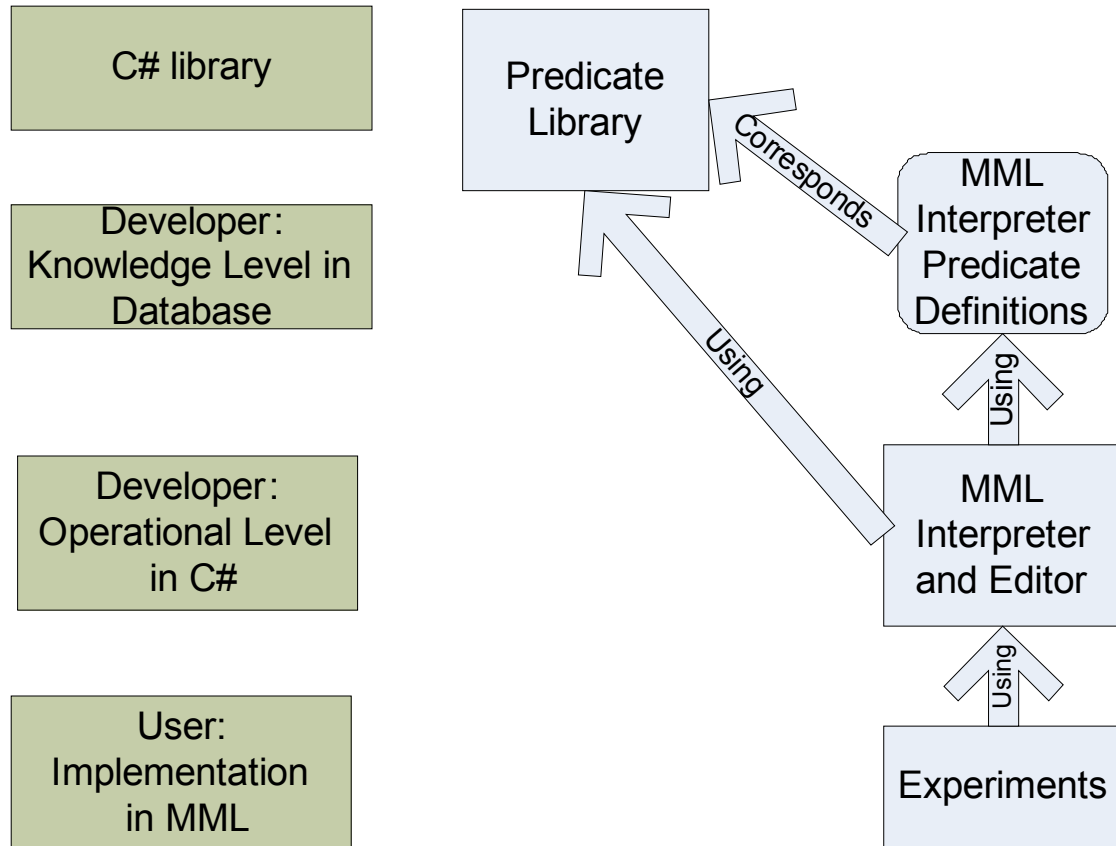 C# library
Predicate
Library
Corresponds
MML
Interpreter
Predicate
Definitions
Developer:
Knowledge Level in
Database
Using
Using
Developer:
Operational Level
in C#
MML
Interpreter
and Editor
Using
User:
Implementation
in MML
Experiments